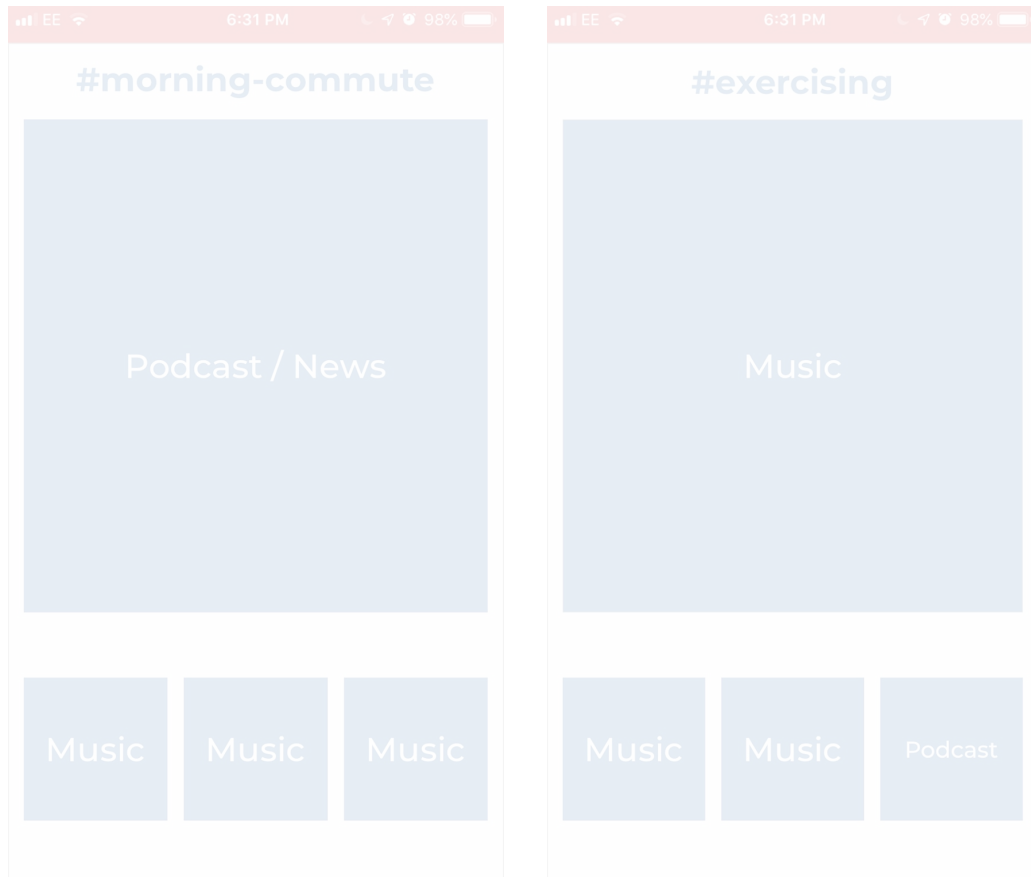 EE 6:31 PM 98%
#morning-commute
Podcast / News
Music Music Music
EE 6:31 PM 98%
#exercising
Music
Music Music Podcast